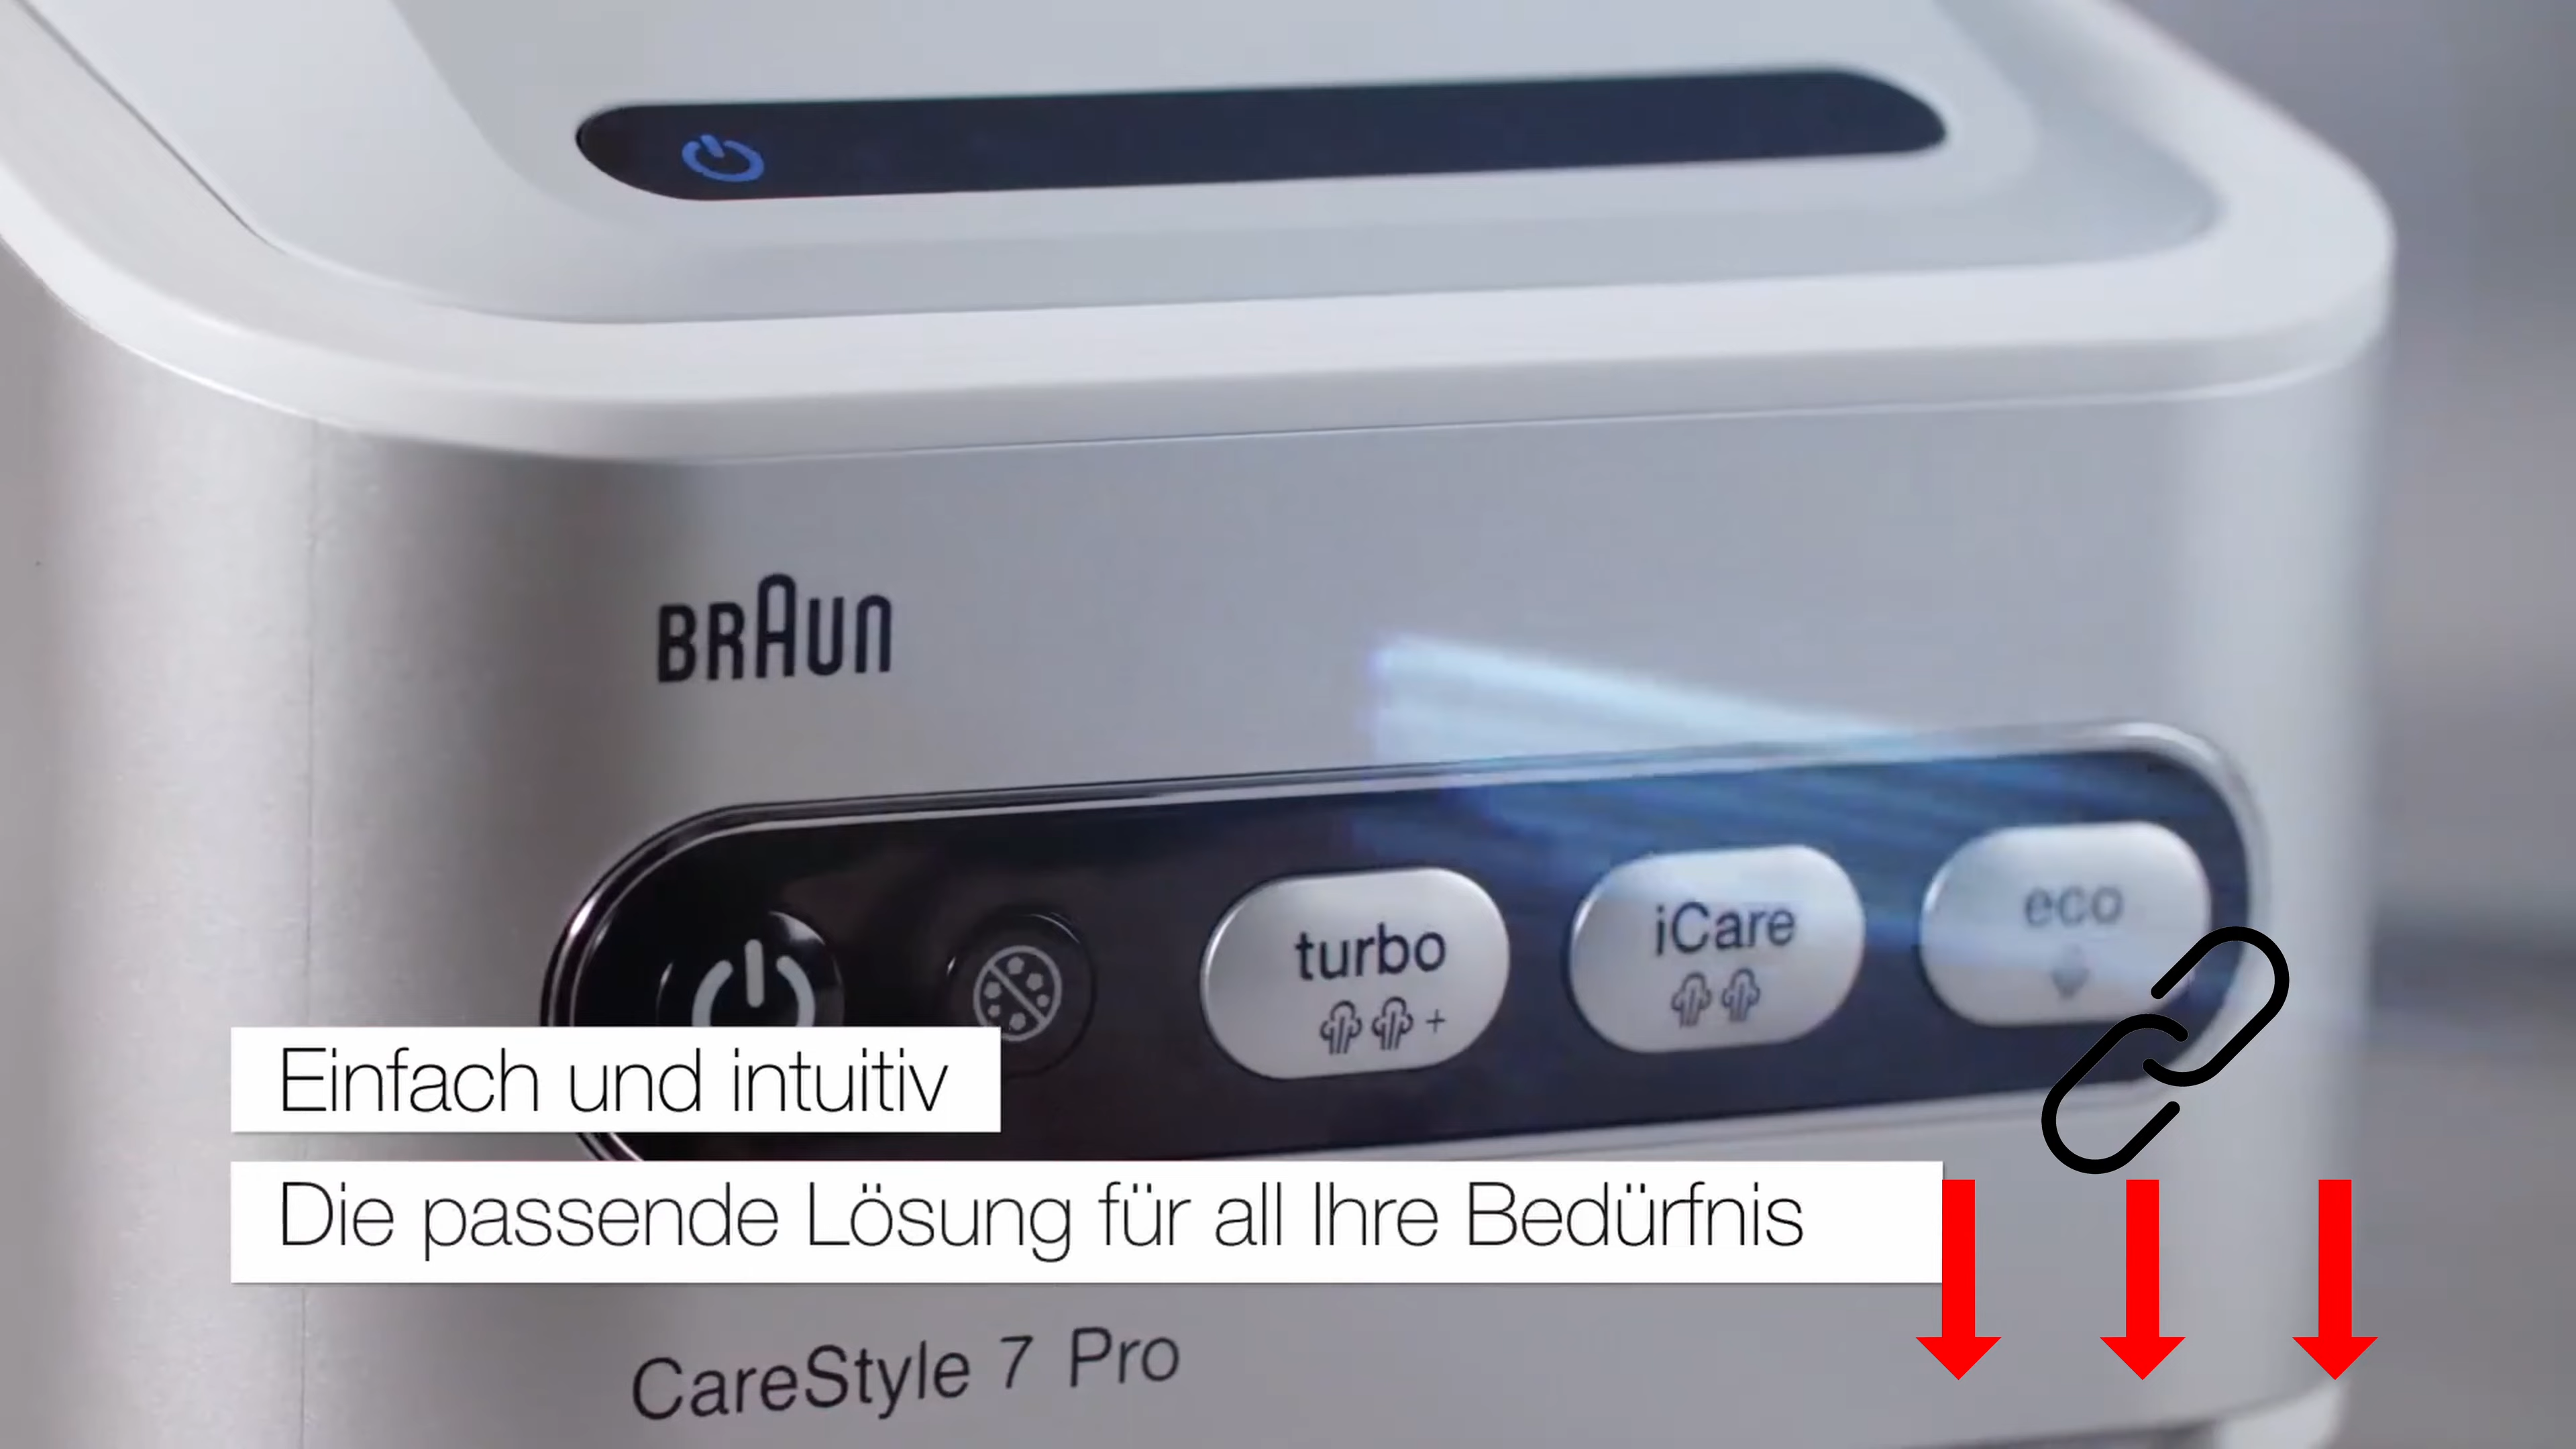 BRAUN
turbo
iCare
eco
Einfach und intuitiv
Die passende Lösung für all Ihre Bedürfnis
CareStyle 7 Pro